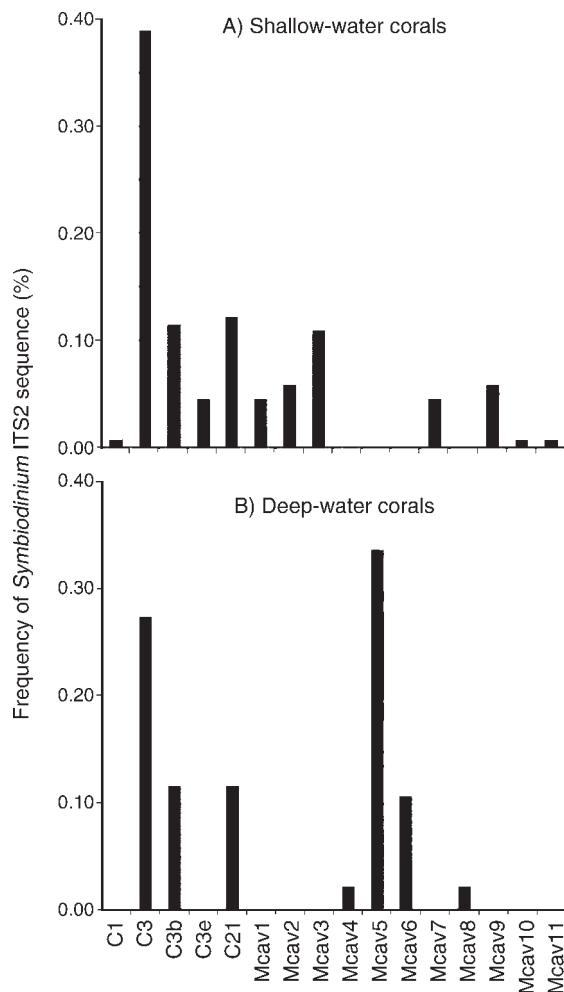 A) Shallow-water corals
0.40
0.30
0.20
0.10
0.00
Frequency of Symbiodinium ITS2 sequence (%)
B) Deep-water corals
0.40
0.30
0.20
0.10
0.00
C1
C3
C3b
C3e
C21
Mcav1
Mcav2
Mcav3
Mcav4
Mcav5
Mcav6
Mcav7
Mcav8
Mcav9
Mcav10
Mcav11